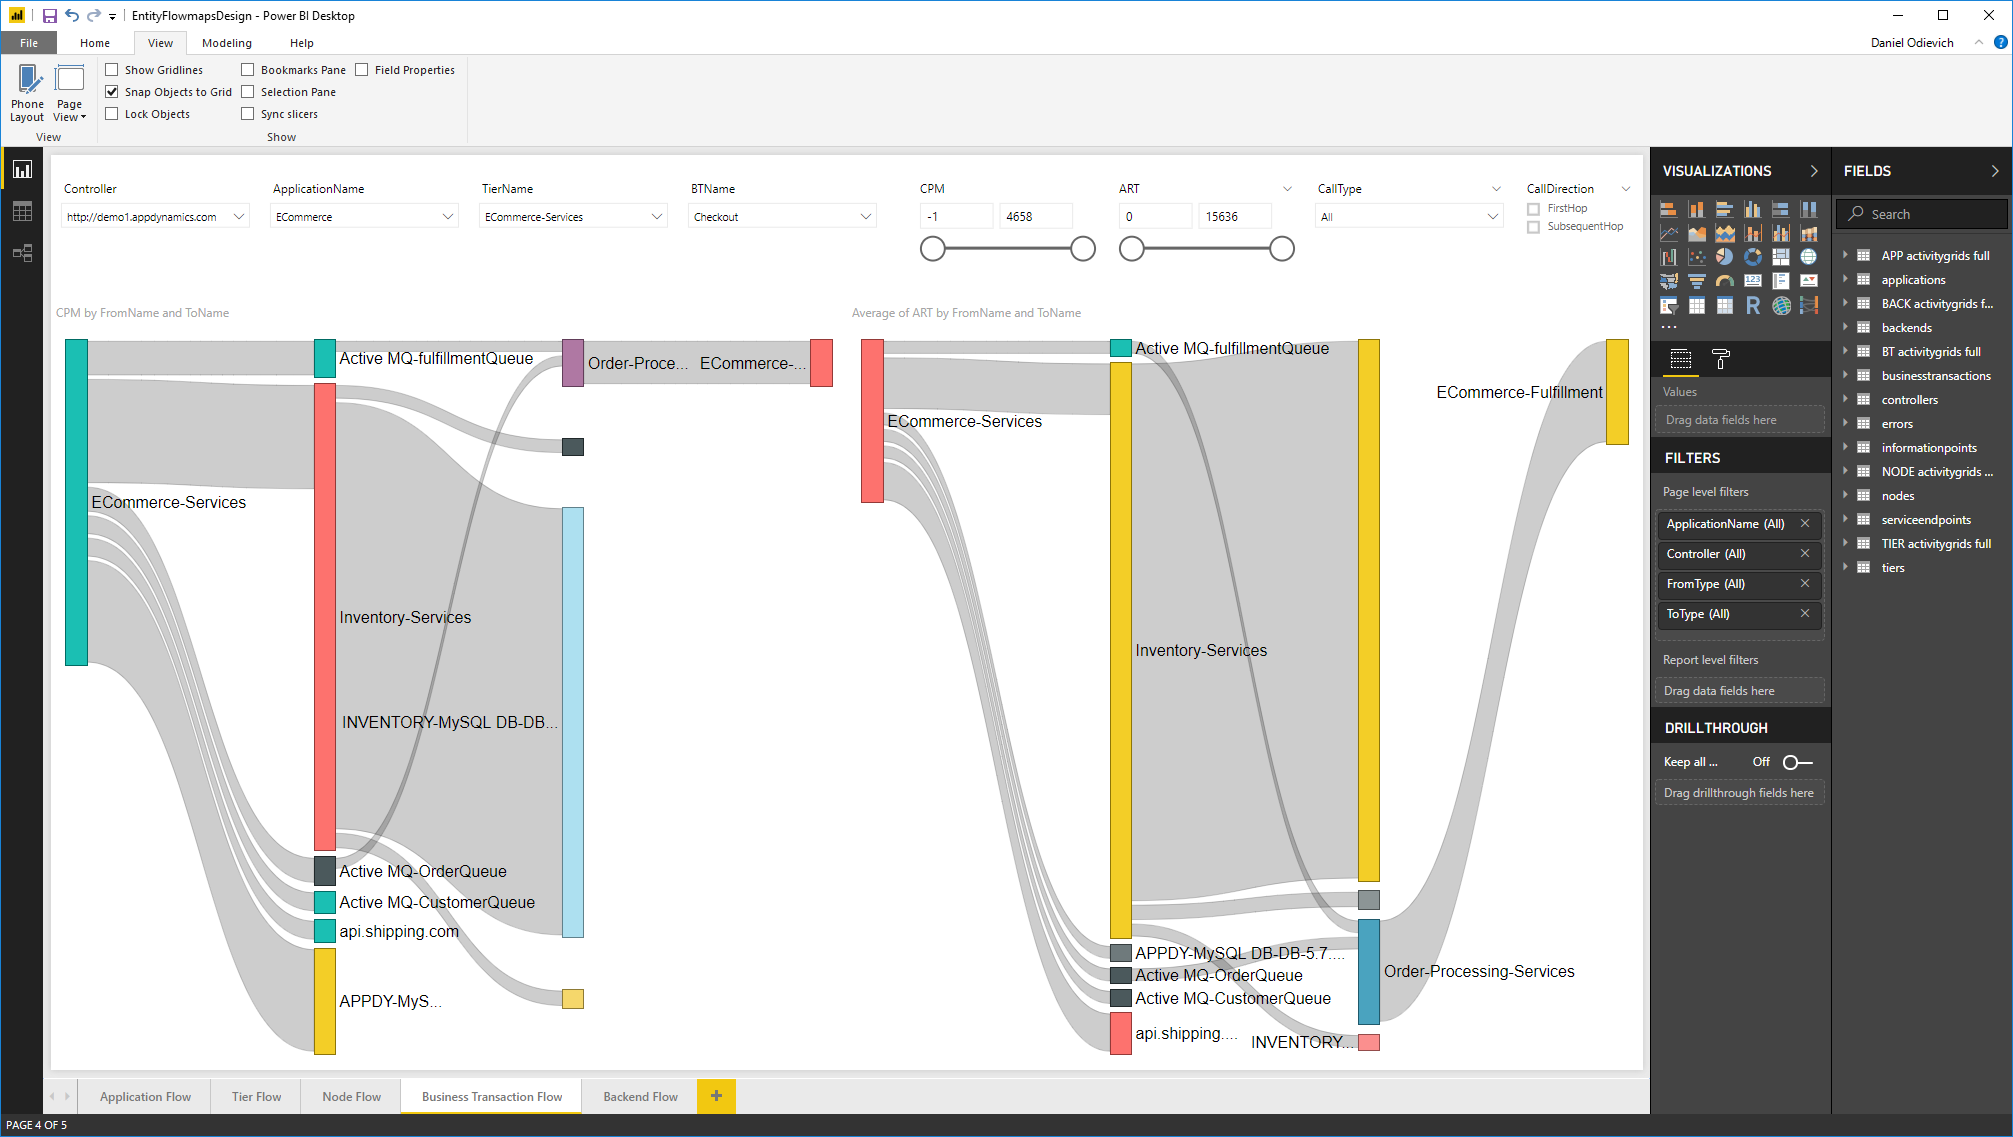 EntityFlowmapsDesign - Power BI Desktop
File Home View Modeling Help
Daniel Odievich
?
Phone Layout
Page View
Show Gridlines
Snap Objects to Grid
Lock Objects
Bookmarks Pane
Selection Pane
Sync slicers
Field Properties
View
Show
Controller
http://demo1.appdynamics.com
ApplicationName
ECommerce
TierName
ECommerce-Services
BTName
Checkout
CPM
-1 4658
ART
0 15636
CallType
All
CallDirection
FirstHop
SubsequentHop
CPM by FromName and ToName
Active MQ-fulfillmentQueue
Order-Proce...
ECommerce-...
ECommerce-Services
Inventory-Services
INVENTORY-MySQL DB-DB...
Active MQ-OrderQueue
Active MQ-CustomerQueue
api.shipping.com
APPDY-MyS...
Average of ART by FromName and ToName
Active MQ-fulfillmentQueue
ECommerce-Fulfillment
ECommerce-Services
Inventory-Services
APPDY-MySQL DB-DB-5.7....
Active MQ-OrderQueue
Order-Processing-Services
Active MQ-CustomerQueue
api.shipping....
INVENTORY...
VISUALIZATIONS
123
R
...
Values
Drag data fields here
FILTERS
Page level filters
ApplicationName (All)
Controller (All)
FromType (All)
ToType (All)
Report level filters
Drag data fields here
DRILLTHROUGH
Keep all ... Off
Drag drillthrough fields here
FIELDS
Search
APP activitygrids full
applications
BACK activitygrids f...
backends
BT activitygrids full
businesstransactions
controllers
errors
informationpoints
NODE activitygrids ...
nodes
serviceendpoints
TIER activitygrids full
tiers
Application Flow
Tier Flow
Node Flow
Business Transaction Flow
Backend Flow
+
PAGE 4 OF 5